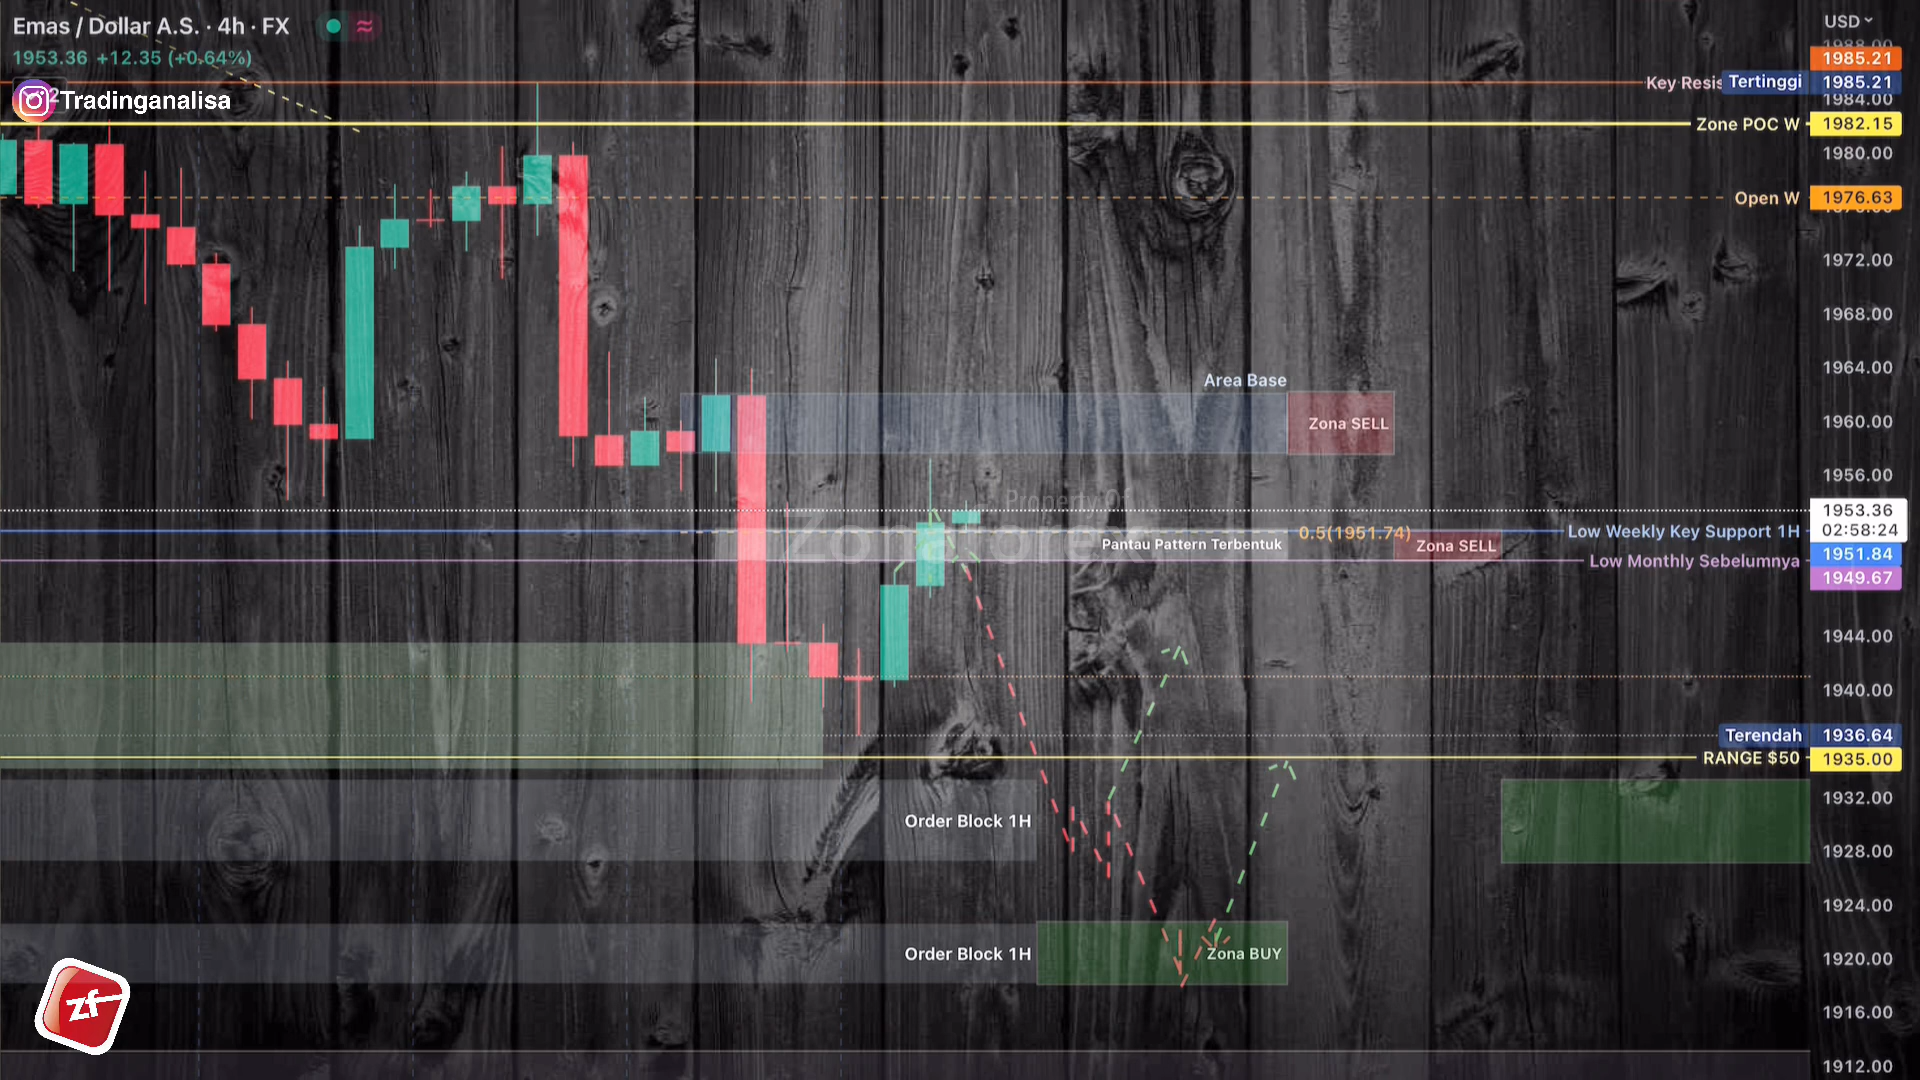 Emas / Dollar A.S. · 4h · FX
1953.36 +12.35 (+0.64%)
Tradinganalisa
USD
1985.21
Key Resis Tertinggi 1985.21
1984.00
Zone POC W 1982.15
1980.00
Open W 1976.63
1972.00
1968.00
1964.00
Area Base
Zona SELL
1960.00
1956.00
Property Of
Zonaforex
1953.36
02:58:24
0.5(1951.74)
Low Weekly Key Support 1H
1951.84
Pantau Pattern Terbentuk
Zona SELL
Low Monthly Sebelumnya
1949.67
1944.00
1940.00
Terendah 1936.64
RANGE $50 1935.00
1932.00
Order Block 1H
1928.00
1924.00
Order Block 1H
Zona BUY
1920.00
zf
1916.00
1912.00